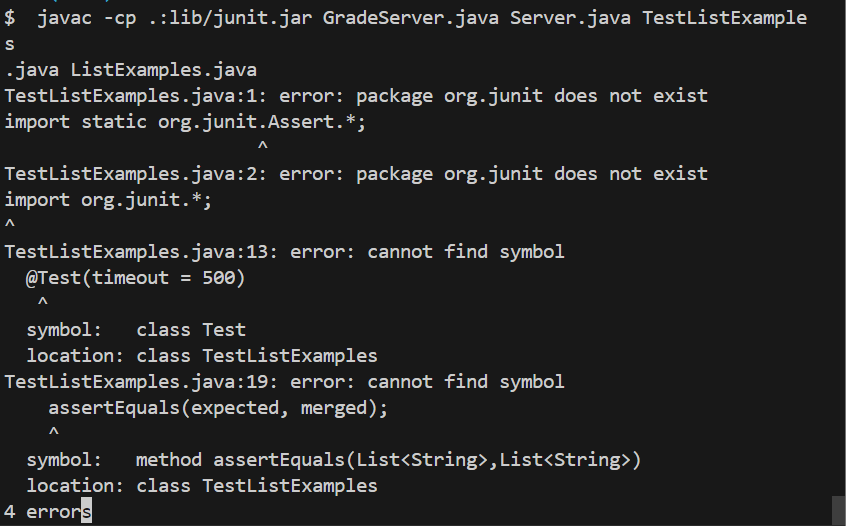 $  javac -cp .:lib/junit.jar GradeServer.java Server.java TestListExample
s
.java ListExamples.java
TestListExamples.java:1: error: package org.junit does not exist
import static org.junit.Assert.*;
                       ^
TestListExamples.java:2: error: package org.junit does not exist
import org.junit.*;
^
TestListExamples.java:13: error: cannot find symbol
  @Test(timeout = 500)
   ^
  symbol:   class Test
  location: class TestListExamples
TestListExamples.java:19: error: cannot find symbol
    assertEquals(expected, merged);
    ^
  symbol:   method assertEquals(List<String>,List<String>)
  location: class TestListExamples
4 errors